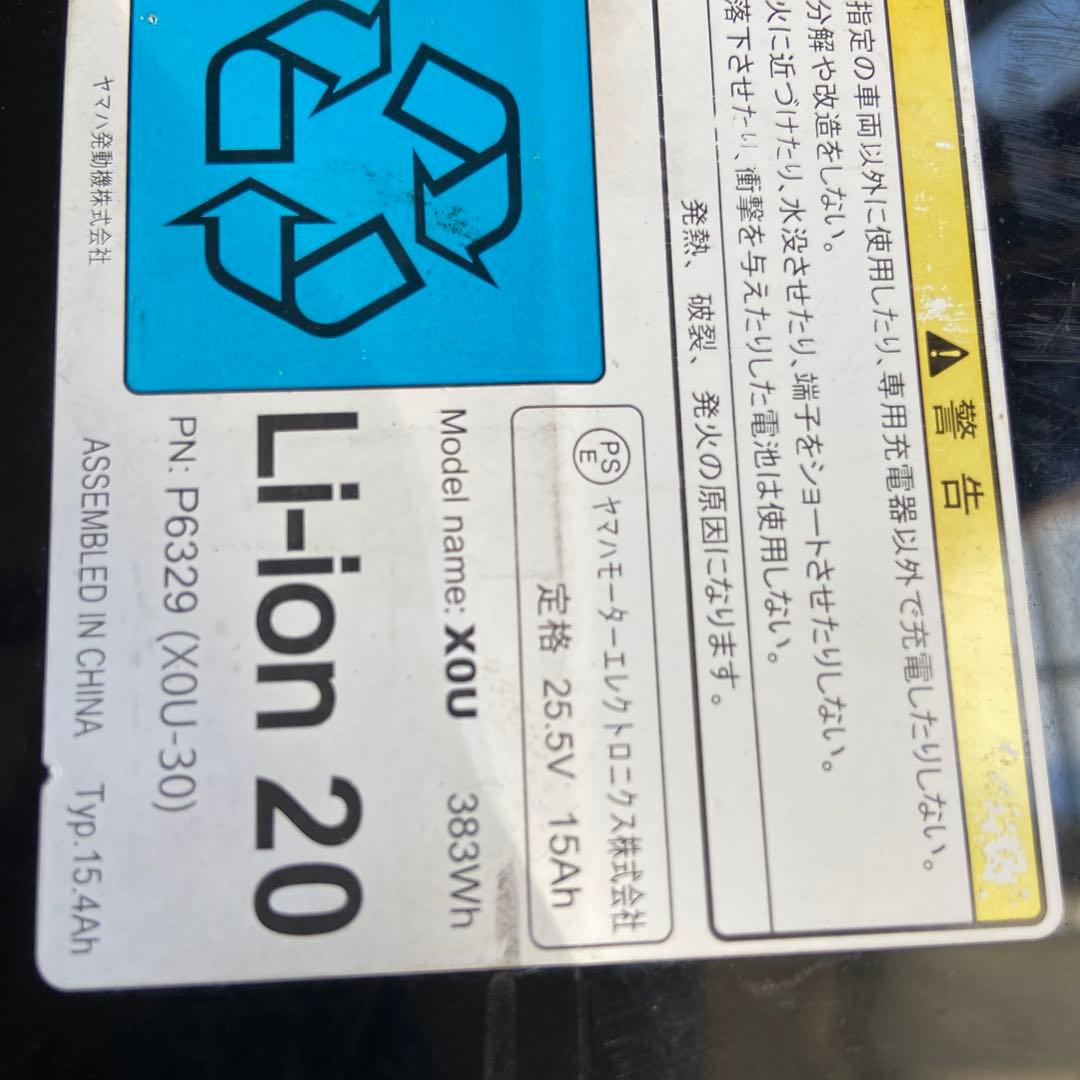 警告
指定の車両以外に使用したり、専用充電器以外で充電したりしない。
分解や改造をしない。
火に近づけたり、水没させたり、端子をショートさせたりしない。
落下させたり、衝撃を与えたりした電池は使用しない。
発熱、破裂、発火の原因になります。
PSE ヤマハモーターエレクトロニクス株式会社
定格 25.5V 15Ah
Model name: X0U 383Wh
Li-ion 20
PN: P6329 (X0U-30)
ASSEMBLED IN CHINA Typ.15.4Ah
ヤマハ発動機株式会社